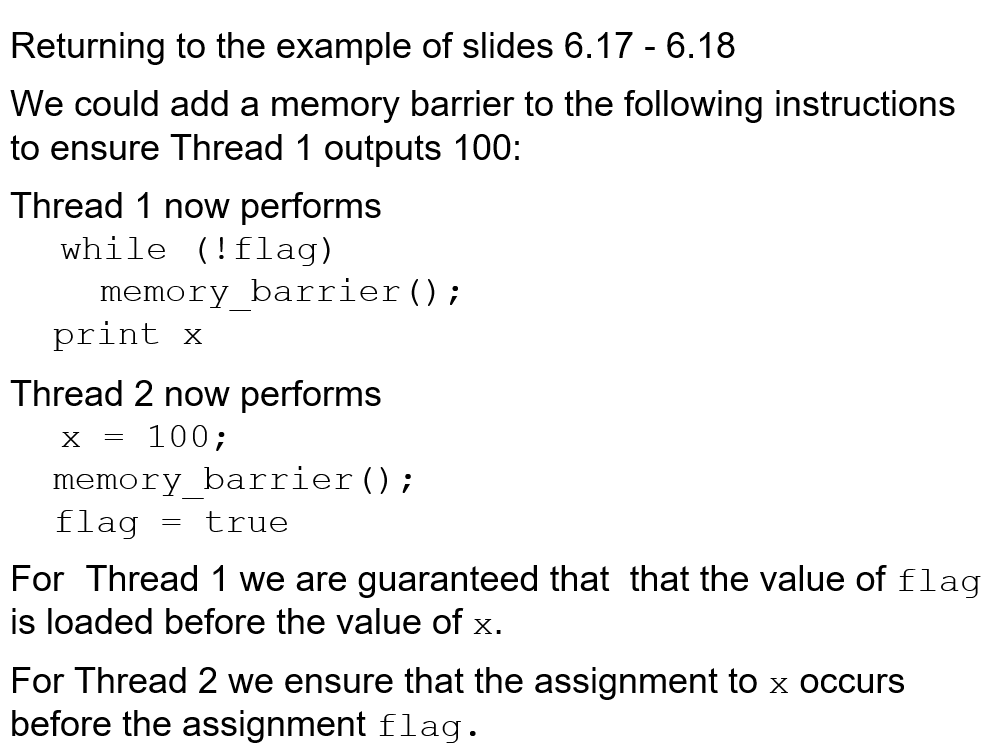 Returning to the example of slides 6.17 - 6.18
We could add a memory barrier to the following instructions
to ensure Thread 1 outputs 100:
Thread 1 now performs
while (!flag)
memory_barrier();
print x
Thread 2 now performs
x = 100;
memory_barrier();
flag = true
For Thread 1 we are guaranteed that that the value of flag
is loaded before the value of x.
For Thread 2 we ensure that the assignment to x occurs
before the assignment flag.